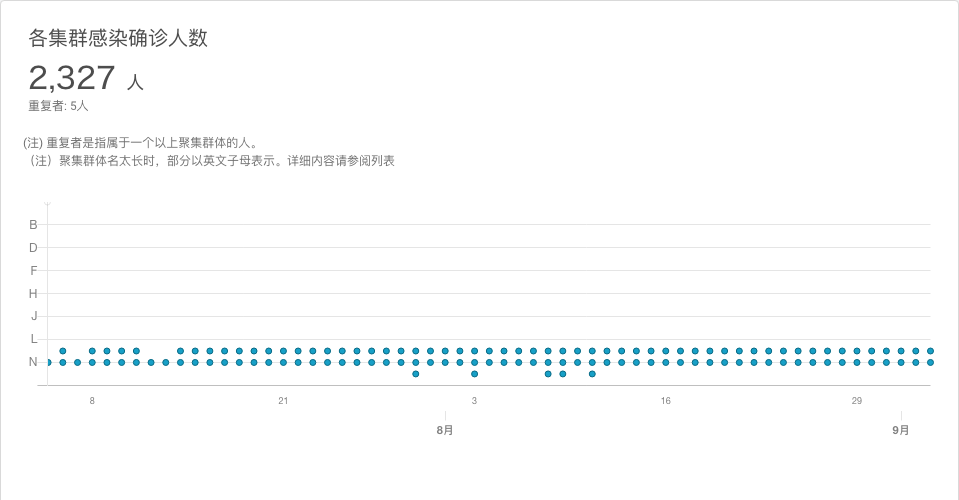 各集群感染确诊人数
2,327 人
重复者: 5人
(注) 重复者是指属于一个以上聚集群体的人。
（注）聚集群体名太长时，部分以英文子母表示。详细内容请参阅列表
B
D
F
H
J
L
N
8 21 3 16 29
8月 9月